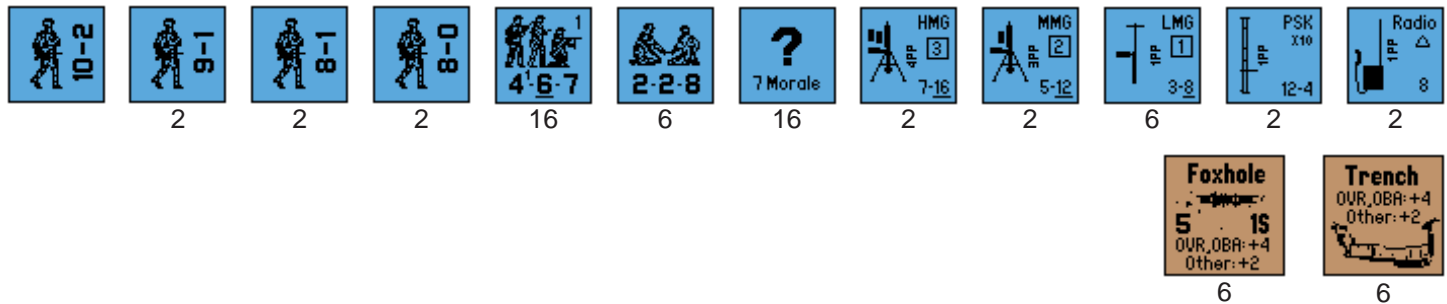 10-2
9-1
8-1
8-0
1
4-¹6-7
2-2-8
?
7 Morale
HMG
4PP
3
7-16
MMG
3PP
2
5-12
LMG
1PP
1
3-8
PSK
X10
1PP
12-4
Radio
1PP
8
2
2
2
16
6
16
2
2
6
2
2
Foxhole
5 1S
OVR,OBA:+4
Other:+2
Trench
OVR,OBA:+4
Other:+2
6
6